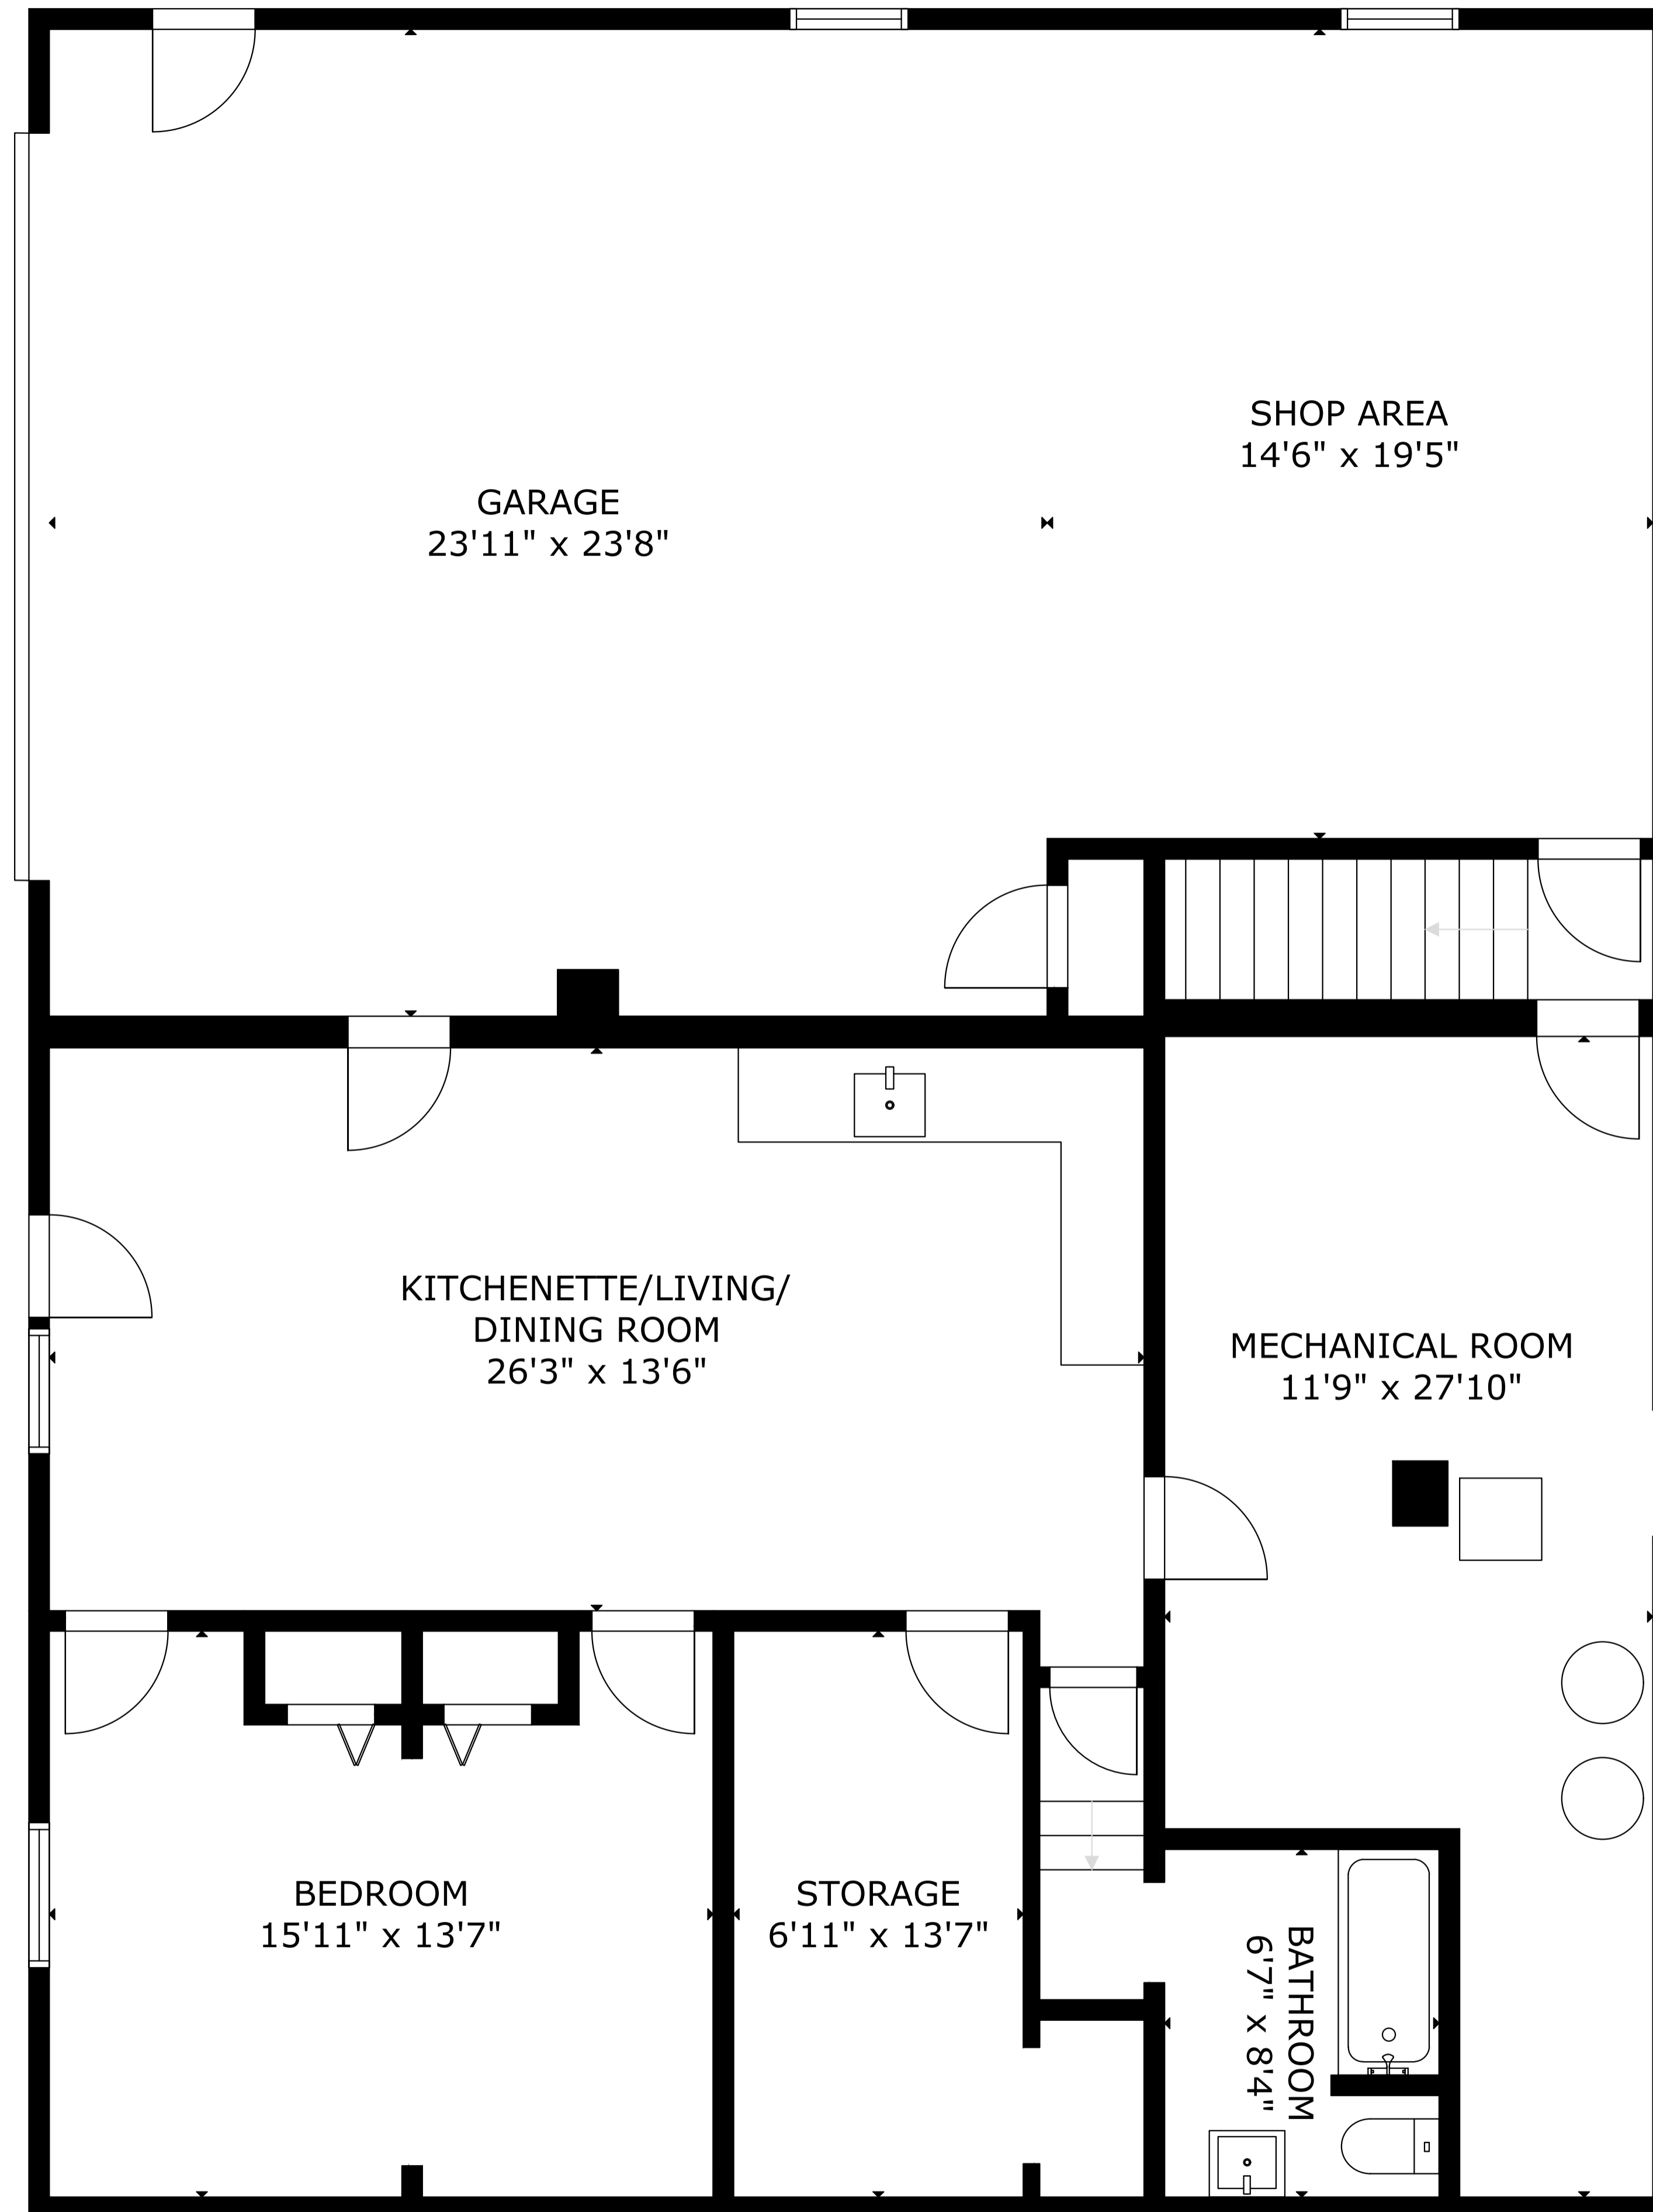 SHOP AREA
14'6" x 19'5"
GARAGE
23'11" x 23'8"
KITCHENETTE/LIVING/
DINING ROOM
26'3" x 13'6"
MECHANICAL ROOM
11'9" x 27'10"
BEDROOM
15'11" x 13'7"
STORAGE
6'11" x 13'7"
BATHROOM
6'7" x 8'4"